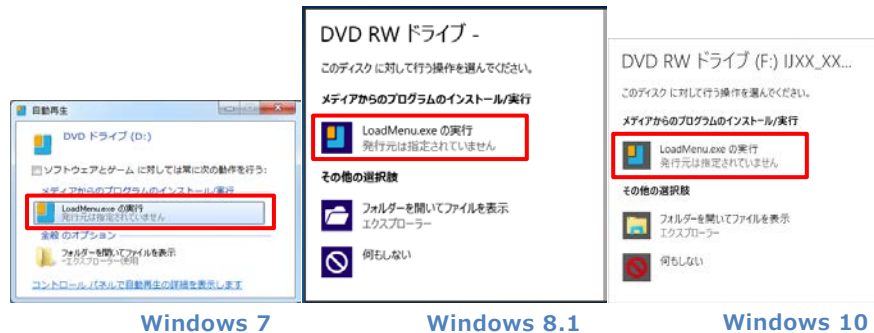 自動再生
DVD ドライブ (D:)
ソフトウェアとゲーム に対しては常に次の動作を行う:
メディアからのプログラムのインストール/実行
LoadMenu.exe の実行
発行元は指定されていません
全般 のオプション
フォルダーを開いてファイルを表示
-エクスプローラー使用
コントロール パネルで自動再生の詳細を表示します
Windows 7
DVD RW ドライブ -
このディスク に対して行う操作を選んでください。
メディアからのプログラムのインストール/実行
LoadMenu.exe の実行
発行元は指定されていません
その他の選択肢
フォルダーを開いてファイルを表示
エクスプローラー
何もしない
Windows 8.1
DVD RW ドライブ (F:) IJXX_XX...
このディスク に対して行う操作を選んでください。
メディアからのプログラムのインストール/実行
LoadMenu.exe の実行
発行元は指定されていません
その他の選択肢
フォルダーを開いてファイルを表示
エクスプローラー
何もしない
Windows 10